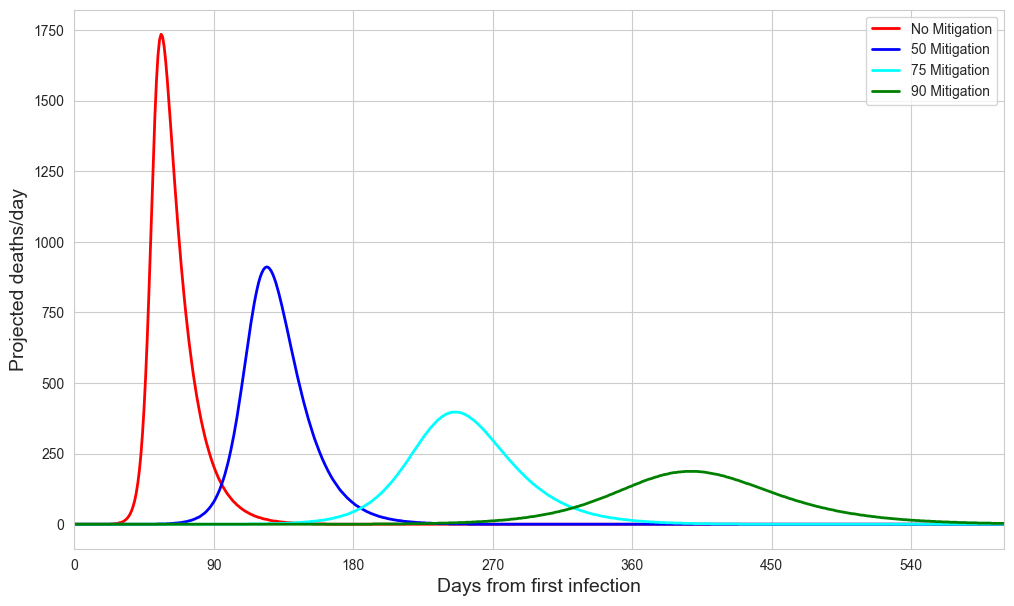 1750
1500
1250
1000
750
500
250
0
Projected deaths/day
No Mitigation
50 Mitigation
75 Mitigation
90 Mitigation
0 90 180 270 360 450 540
Days from first infection